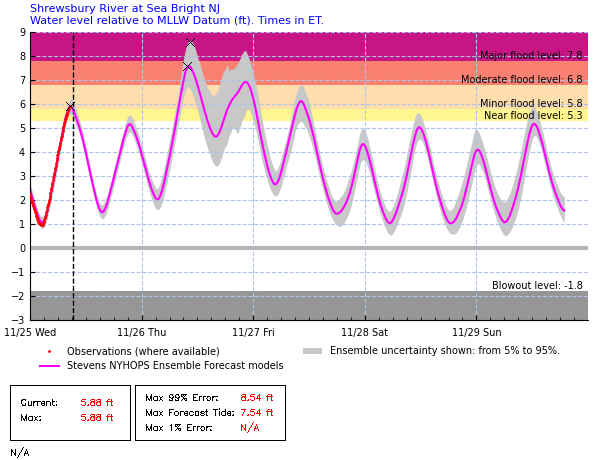 Shrewsbury River at Sea Bright NJ
Water level relative to MLLW Datum (ft). Times in ET.
9
8
Major flood level: 7.8
7
Moderate flood level: 6.8
6
Minor flood level: 5.8
Near flood level: 5.3
5
4
3
2
1
0
−1
Blowout level: -1.8
−2
−3
11/25 Wed 11/26 Thu 11/27 Fri 11/28 Sat 11/29 Sun
Observations (where available) Ensemble uncertainty shown: from 5% to 95%.
Stevens NYHOPS Ensemble Forecast models
Current: 5.88 ft
Max: 5.88 ft
Max 99% Error: 8.54 ft
Max Forecast Tide: 7.54 ft
Max 1% Error: N/A
N/A